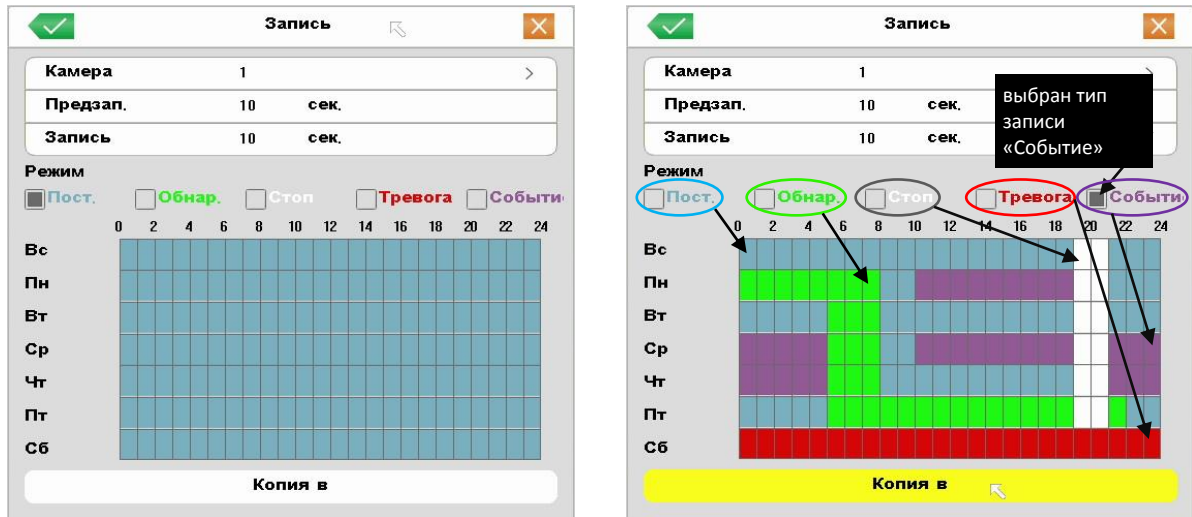 Запись
Камера 1 >
Предзап. 10 сек.
Запись 10 сек.
Режим
Пост. Обнар. Стоп Тревога Событи
0 2 4 6 8 10 12 14 16 18 20 22 24
Вс
Пн
Вт
Ср
Чт
Пт
Сб
Копия в
Запись
Камера 1
Предзап. 10 сек.
Запись 10 сек.
выбран тип
записи
«Событие»
Режим
Пост. Обнар. Стоп Тревога Событи
0 2 4 6 8 10 12 14 16 18 20 22 24
Вс
Пн
Вт
Ср
Чт
Пт
Сб
Копия в